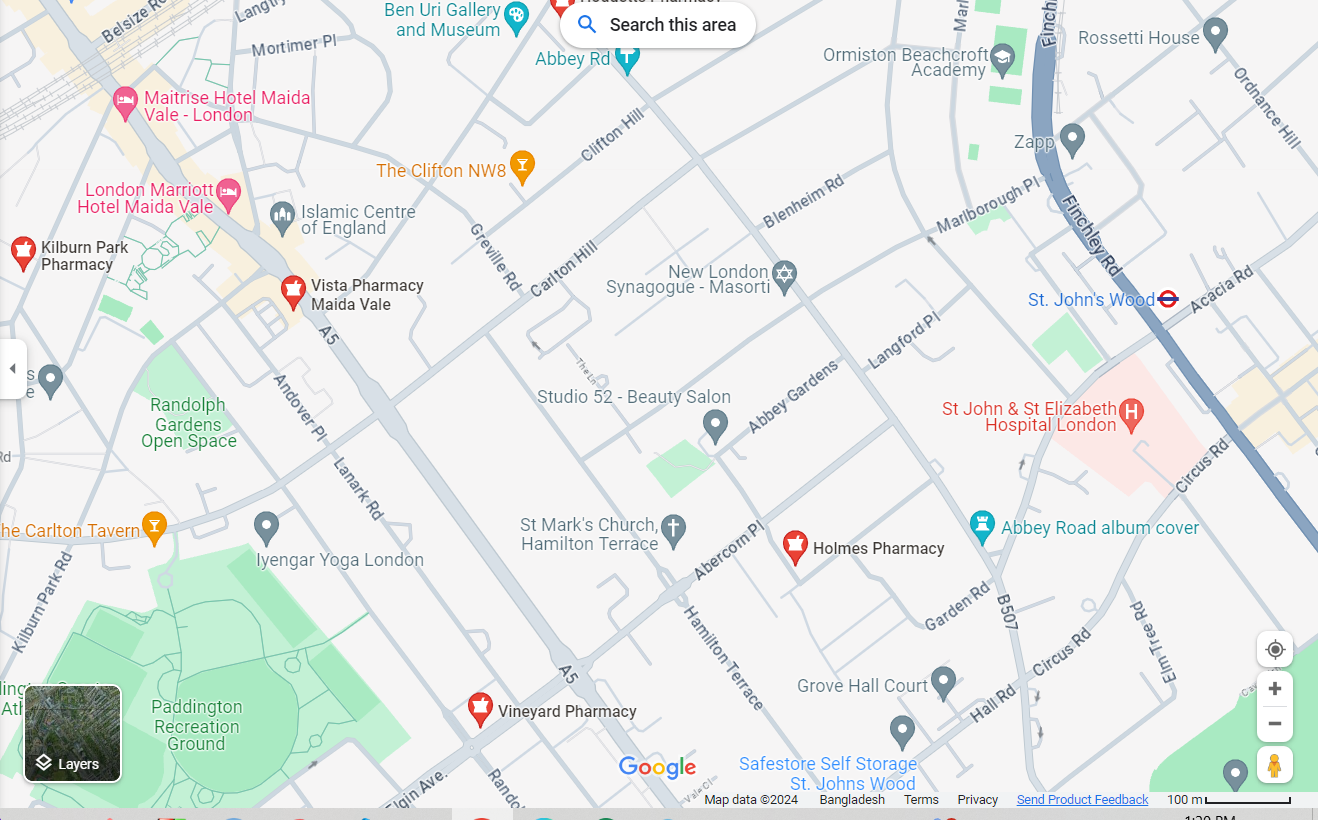 Belsize Ro
Langtry
Ben Uri Gallery
and Museum
Search this area
Finchl
Mortimer Pl
Abbey Rd
Ormiston Beachcroft
Academy
Rossetti House
Maitrise Hotel Maida
Vale - London
Ordnance Hill
Clifton Hill
Zapp
The Clifton NW8
London Marriott
Hotel Maida Vale
Islamic Centre
of England
Blenheim Rd
Marlborough Pl
Finchley Rd
Greville Rd
Carlton Hill
Kilburn Park
Pharmacy
New London
Synagogue - Masorti
Vista Pharmacy
Maida Vale
St. John's Wood
Acacia Rd
A5
Langford Pl
The Ln
Andover Pl
Studio 52 - Beauty Salon
Abbey Gardens
Randolph
Gardens
Open Space
St John & St Elizabeth
Hospital London
H
Rd
Lanark Rd
Circus Rd
he Carlton Tavern
Iyengar Yoga London
St Mark's Church,
Hamilton Terrace
Abercorn Pl
Holmes Pharmacy
Abbey Road album cover
Kilburn Park Rd
Garden Rd
B507
Hamilton Terrace
Circus Rd
Elm Tree Rd
A5
Grove Hall Court
Hall Rd
Vineyard Pharmacy
Paddington
Recreation
Ground
Layers
Elgin Ave.
Rando
Google
Safestore Self Storage
St. Johns Wood
Vale Cl
Map data ©2024
Bangladesh
Terms
Privacy
Send Product Feedback
100 m